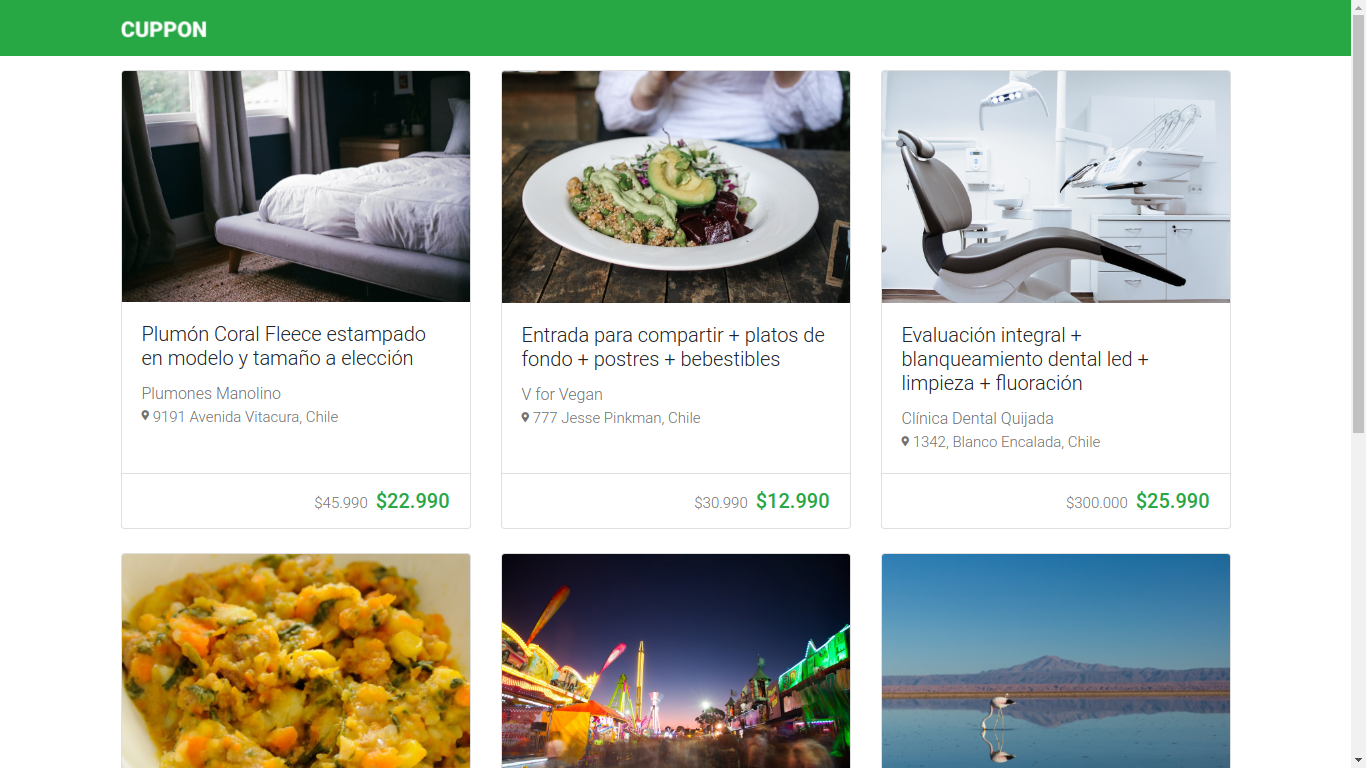 CUPPON
Plumón Coral Fleece estampado
en modelo y tamaño a elección
Plumones Manolino
9191 Avenida Vitacura, Chile
$45.990 $22.990
Entrada para compartir + platos de
fondo + postres + bebestibles
V for Vegan
777 Jesse Pinkman, Chile
$30.990 $12.990
Evaluación integral +
blanqueamiento dental led +
limpieza + fluoración
Clínica Dental Quijada
1342, Blanco Encalada, Chile
$300.000 $25.990